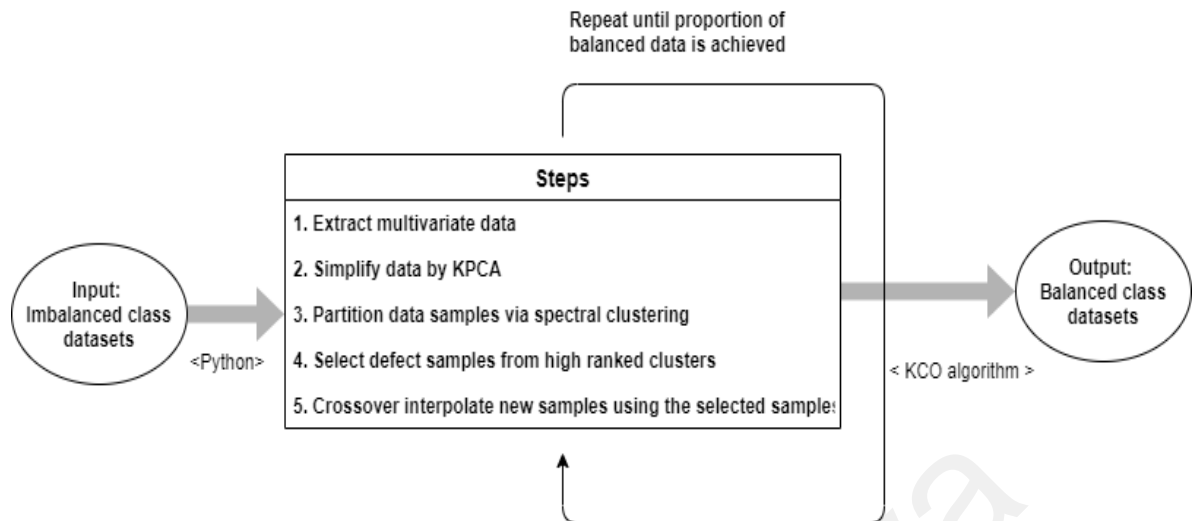 Repeat until proportion of
balanced data is achieved
Steps
1. Extract multivariate data
2. Simplify data by KPCA
3. Partition data samples via spectral clustering
4. Select defect samples from high ranked clusters
5. Crossover interpolate new samples using the selected samples
Input:
Imbalanced class
datasets
<Python>
Output:
Balanced class
datasets
< KCO algorithm >